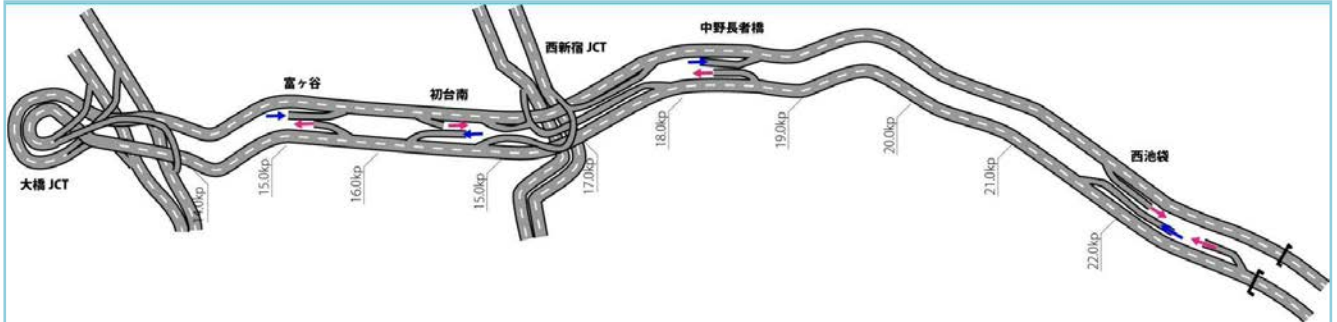 中野長者橋
西新宿 JCT
富ヶ谷
初台南
18.0kp
19.0kp
20.0kp
西池袋
大橋 JCT
14.0kp
15.0kp
16.0kp
15.0kp
17.0kp
21.0kp
22.0kp